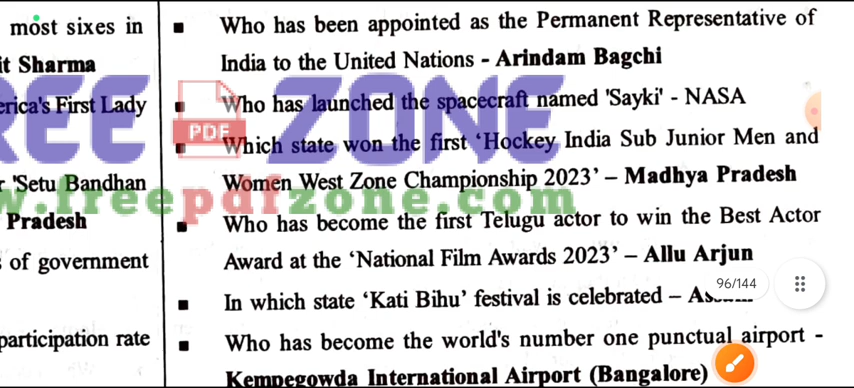 most sixes in
it Sharma
erica's First Lady
r 'Setu Bandhan
Pradesh
of government
participation rate
▪ Who has been appointed as the Permanent Representative of
India to the United Nations - Arindam Bagchi
▪ Who has launched the spacecraft named 'Sayki' - NASA
▪ Which state won the first ‘Hockey India Sub Junior Men and
Women West Zone Championship 2023’ – Madhya Pradesh
▪ Who has become the first Telugu actor to win the Best Actor
Award at the ‘National Film Awards 2023’ – Allu Arjun
▪ In which state ‘Kati Bihu’ festival is celebrated –
▪ Who has become the world's number one punctual airport -
Kempegowda International Airport (Bangalore)
REE PDF ZONE
w.freepdfzone.com
96/144